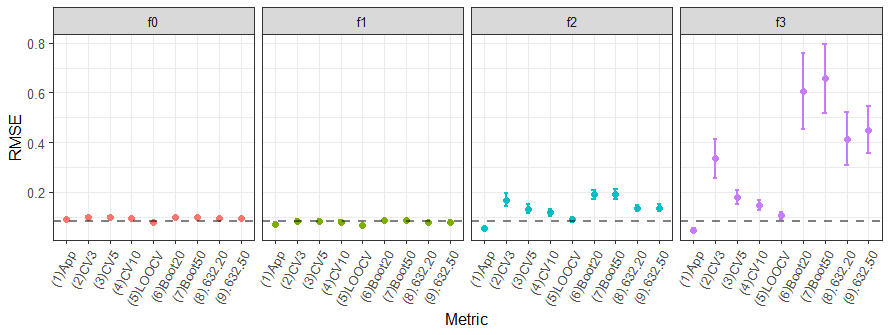 f0 f1 f2 f3
RMSE
0.8
0.6
0.4
0.2
(1)App (2)CV3 (3)CV5 (4)CV10 (5)LOOCV (6)Boot20 (7)Boot50 (8).632.20 (9).632.50
(1)App (2)CV3 (3)CV5 (4)CV10 (5)LOOCV (6)Boot20 (7)Boot50 (8).632.20 (9).632.50
(1)App (2)CV3 (3)CV5 (4)CV10 (5)LOOCV (6)Boot20 (7)Boot50 (8).632.20 (9).632.50
(1)App (2)CV3 (3)CV5 (4)CV10 (5)LOOCV (6)Boot20 (7)Boot50 (8).632.20 (9).632.50
Metric